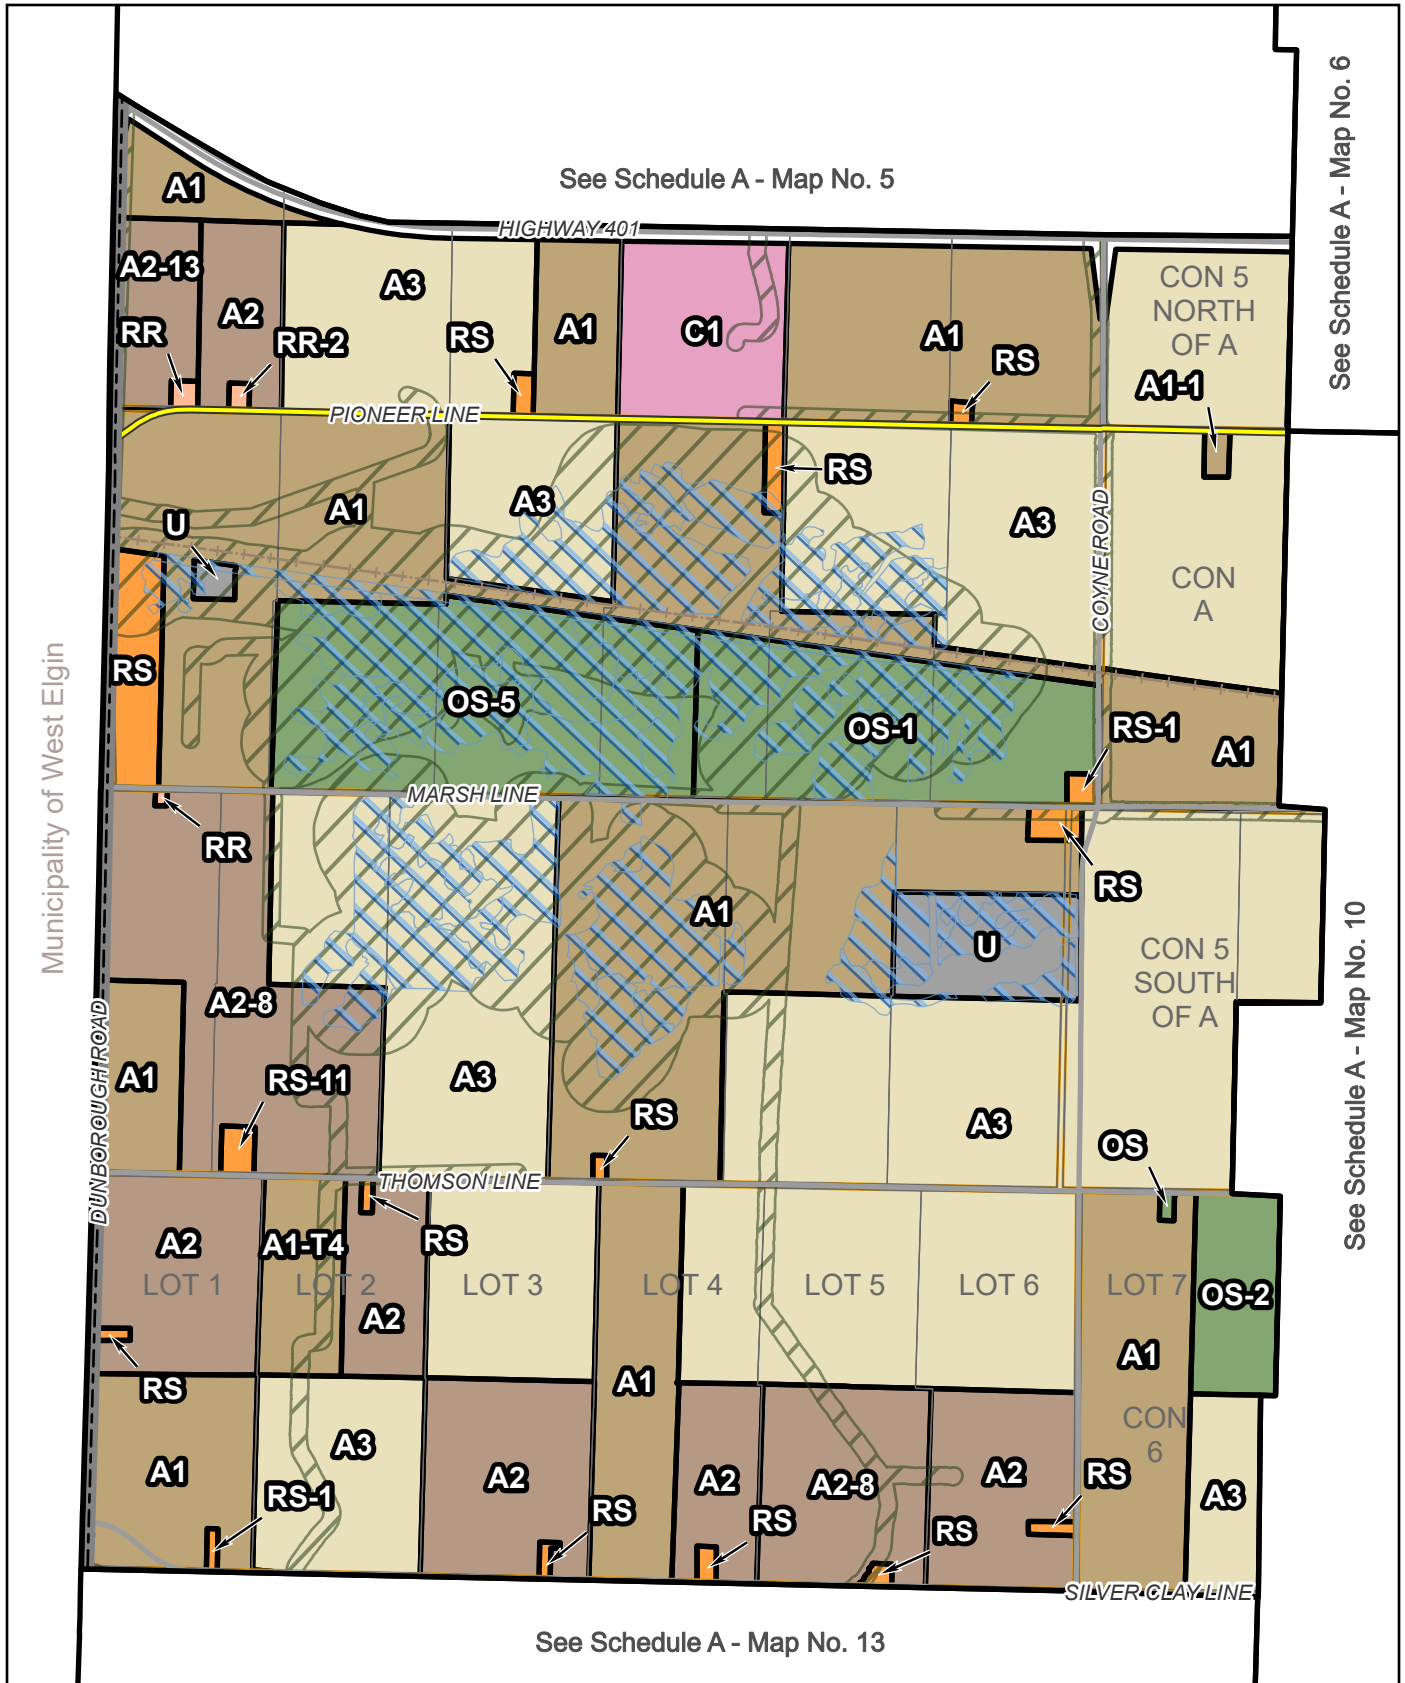 See Schedule A - Map No. 6
See Schedule A - Map No. 5
A1
HIGHWAY 401
A2-13
A3
CON 5
NORTH
OF A
A2
RR
RR-2
RS
A1
C1
A1
RS
A1-1
PIONEER LINE
RS
A3
A1
A3
U
COYNE ROAD
CON
A
RS
OS-5
OS-1
RS-1
A1
Municipality of West Elgin
MARSH LINE
RR
RS
A1
U
CON 5
SOUTH
OF A
See Schedule A - Map No. 10
A2-8
DUNBOROUGH ROAD
A1
RS-11
A3
RS
A3
OS
THOMSON LINE
A2
A1-T4
RS
LOT 1
LOT 2
LOT 3
LOT 4
LOT 5
LOT 6
LOT 7
OS-2
A2
RS
A1
A1
CON
6
A1
A3
RS-1
A2
RS
A2
RS
A2-8
RS
A2
RS
A3
SILVER CLAY LINE
See Schedule A - Map No. 13